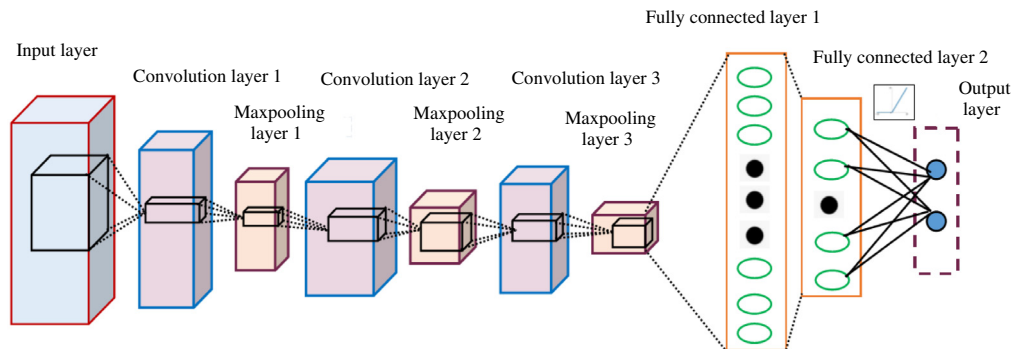 Fully connected layer 1
Input layer
Fully connected layer 2
Convolution layer 1
Convolution layer 2
Convolution layer 3
Output
layer
Maxpooling
layer 1
Maxpooling
layer 2
Maxpooling
layer 3